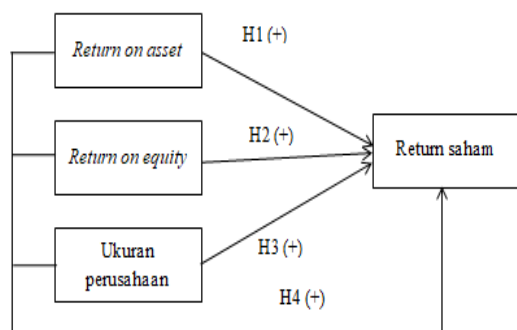 H1 (+)
Return on asset
H2 (+)
Return on equity
Return saham
Ukuran
perusahaan
H3 (+)
H4 (+)